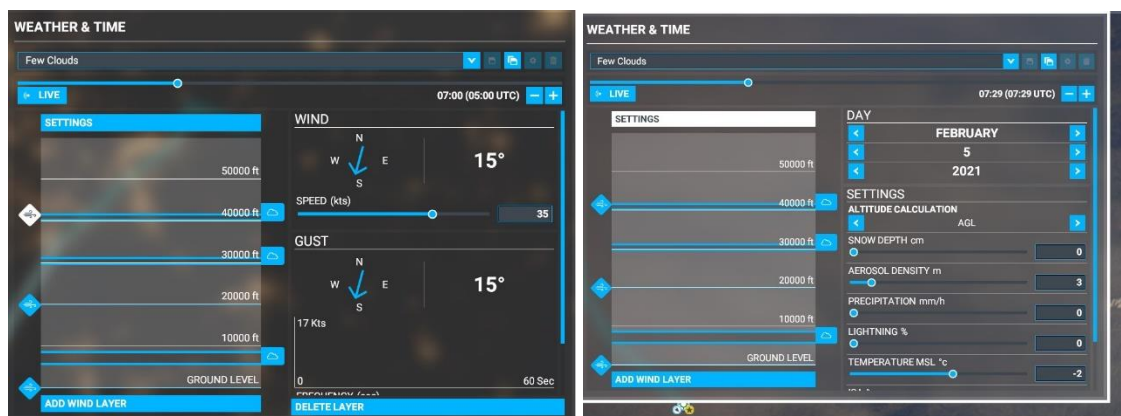 WEATHER & TIME
Few Clouds
LIVE
07:00 (05:00 UTC)
SETTINGS
50000 ft
40000 ft
30000 ft
20000 ft
10000 ft
GROUND LEVEL
ADD WIND LAYER
WIND
N
W E
S
15°
SPEED (kts)
35
GUST
N
W E
S
15°
17 Kts
0
60 Sec
FREQUENCY (sec)
DELETE LAYER
WEATHER & TIME
Few Clouds
LIVE
07:29 (07:29 UTC)
SETTINGS
50000 ft
40000 ft
30000 ft
20000 ft
10000 ft
GROUND LEVEL
ADD WIND LAYER
DAY
FEBRUARY
5
2021
SETTINGS
ALTITUDE CALCULATION
AGL
SNOW DEPTH cm
0
AEROSOL DENSITY m
3
PRECIPITATION mm/h
0
LIGHTNING %
0
TEMPERATURE MSL °c
-2